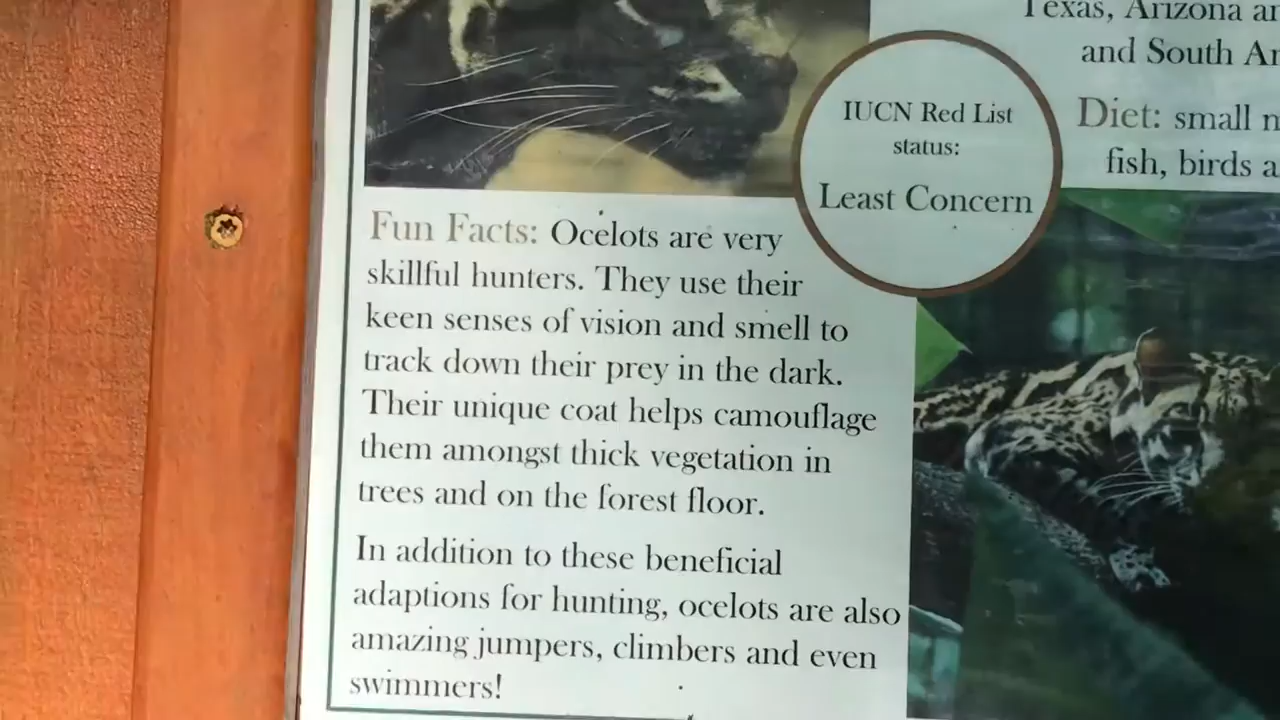 Texas, Arizona
and South
IUCN Red List
status:
Least Concern
Diet: small
fish, birds
Fun Facts: Ocelots are very
skillful hunters. They use their
keen senses of vision and smell to
track down their prey in the dark.
Their unique coat helps camouflage
them amongst thick vegetation in
trees and on the forest floor.
In addition to these beneficial
adaptions for hunting, ocelots are also
amazing jumpers, climbers and even
swimmers!